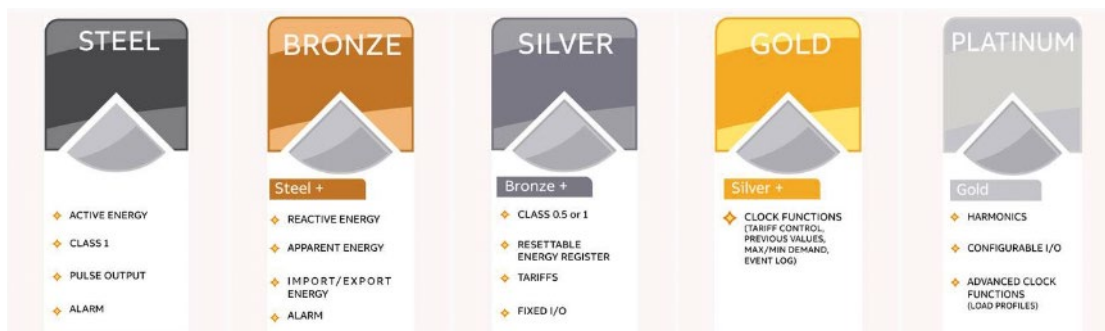 STEEL
ACTIVE ENERGY
CLASS 1
PULSE OUTPUT
ALARM
BRONZE
Steel +
REACTIVE ENERGY
APPARENT ENERGY
IMPORT/EXPORT
ENERGY
ALARM
SILVER
Bronze +
CLASS 0.5 or 1
RESETTABLE
ENERGY REGISTER
TARIFFS
FIXED I/O
GOLD
Silver +
CLOCK FUNCTIONS
(TARIFF CONTROL,
PREVIOUS VALUES,
MAX/MIN DEMAND,
EVENT LOG)
PLATINUM
Gold
HARMONICS
CONFIGURABLE I/O
ADVANCED CLOCK
FUNCTIONS
(LOAD PROFILES)